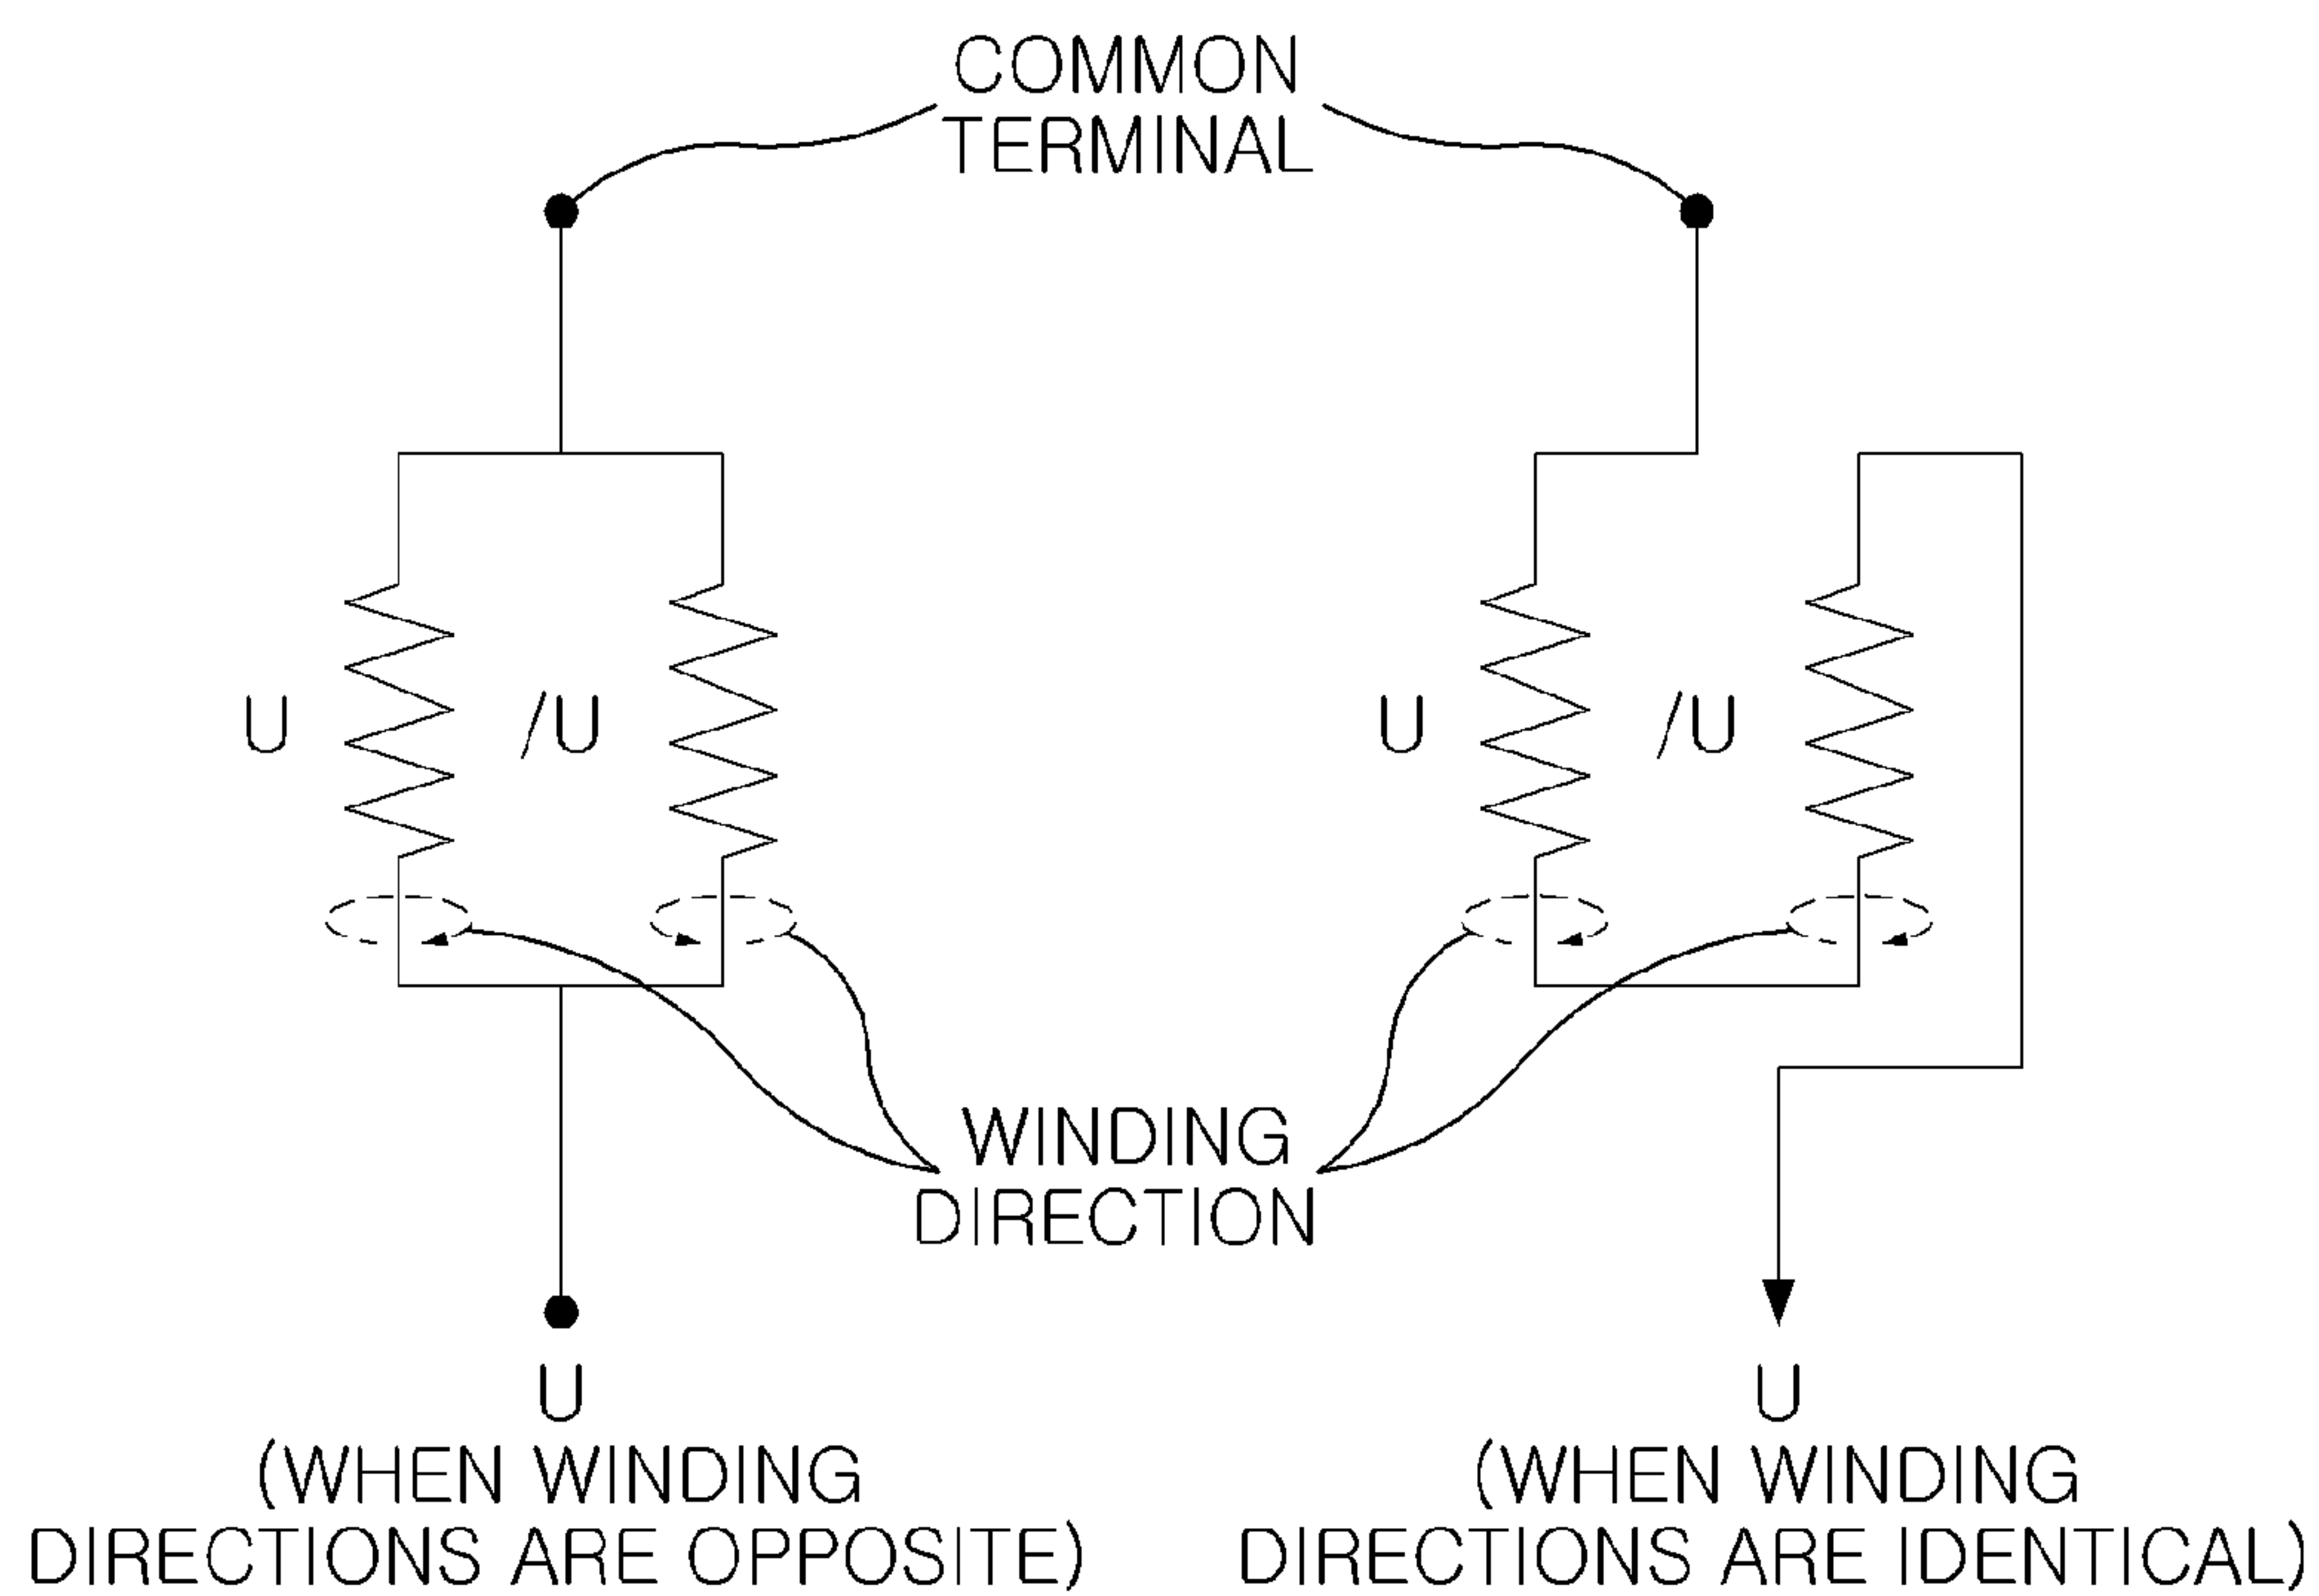 COMMON
TERMINAL
U /U U /U
WINDING
DIRECTION
U
(WHEN WINDING
DIRECTIONS ARE OPPOSITE)
U
(WHEN WINDING
DIRECTIONS ARE IDENTICAL)